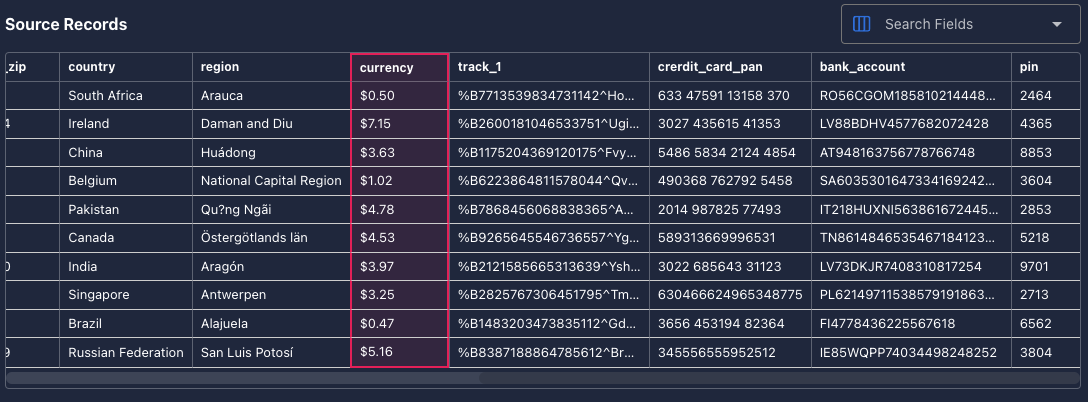 Source Records
Search Fields
_zip country region currency track_1 crerdit_card_pan bank_account pin
South Africa Arauca $0.50 %B7713539834731142^Ho... 633 47591 13158 370 RO56CGOM185810214448... 2464
4 Ireland Daman and Diu $7.15 %B2600181046533751^Ugi... 3027 435615 41353 LV88BDHV4577682072428 4365
China Huádong $3.63 %B1175204369120175^Fvy... 5486 5834 2124 4854 AT948163756778766748 8853
Belgium National Capital Region $1.02 %B6223864811578044^Qv... 490368 762792 5458 SA6035301647334169242... 3604
Pakistan Qu?ng Ngãi $4.78 %B7868456068838365^A... 2014 987825 77493 IT218HUXNI563861672445... 2853
Canada Östergötlands län $4.53 %B9265645546736557^Yg... 589313669996531 TN8614846535467184123... 5218
India Aragón $3.97 %B2121585665313639^Ysh... 3022 685643 31123 LV73DKJR7408310817254 9701
Singapore Antwerpen $3.25 %B2825767306451795^Tm... 630466624965348775 PL62149711538579191863... 2713
Brazil Alajuela $0.47 %B1483203473835112^Gd... 3656 453194 82364 FI4778436225567618 6562
9 Russian Federation San Luis Potosí $5.16 %B8387188864785612^Br... 345556555952512 IE85WQPP74034498248252 3804